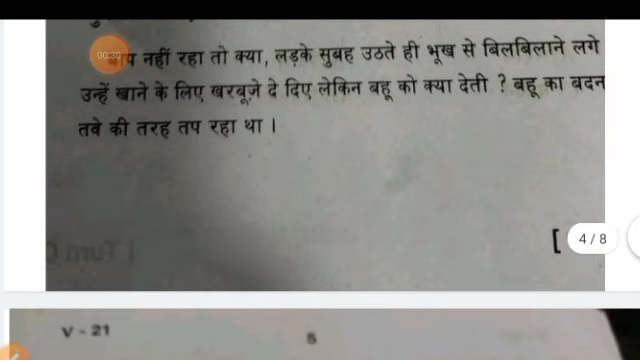 00:30
नहीं रहा तो क्या, लड़के सुबह उठते ही भूख से बिलबिलाने लगे
उन्हें खाने के लिए खरबूज़े दे दिए लेकिन बहू को क्या देती ? बहू का बदन
तवे की तरह तप रहा था ।
[
4 / 8
V - 21
5